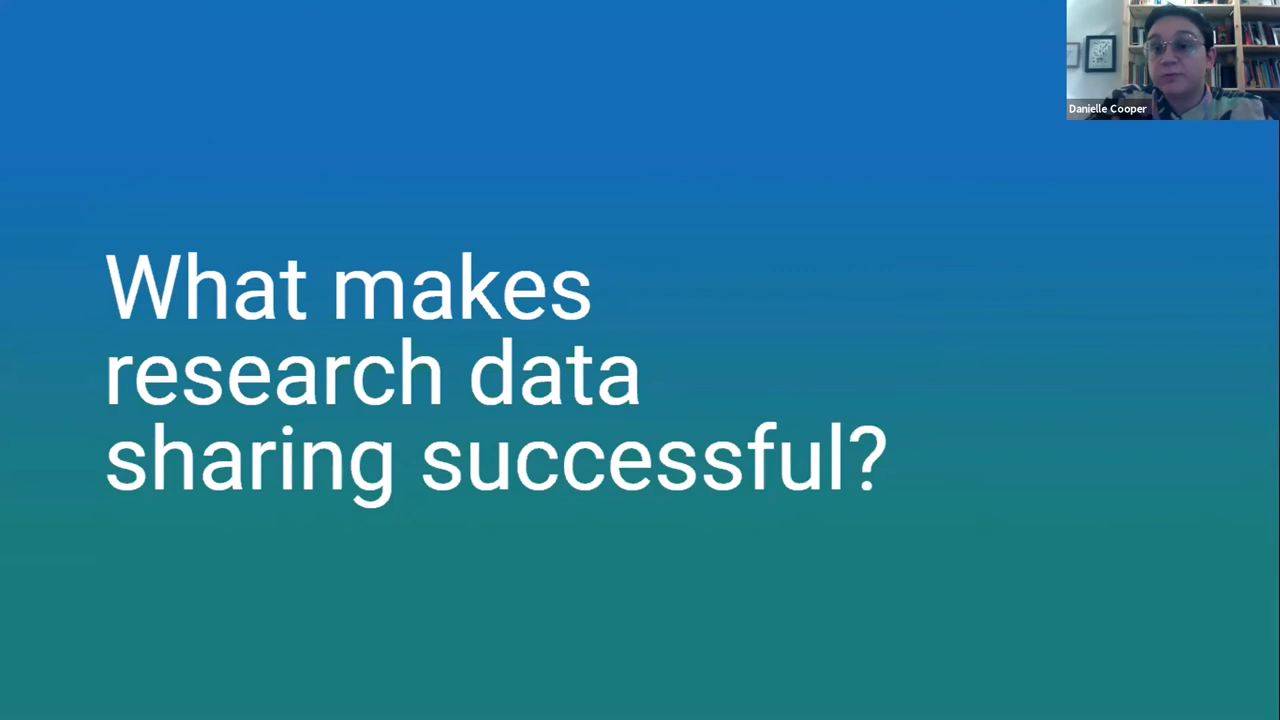 Danielle Cooper
What makes
research data
sharing successful?